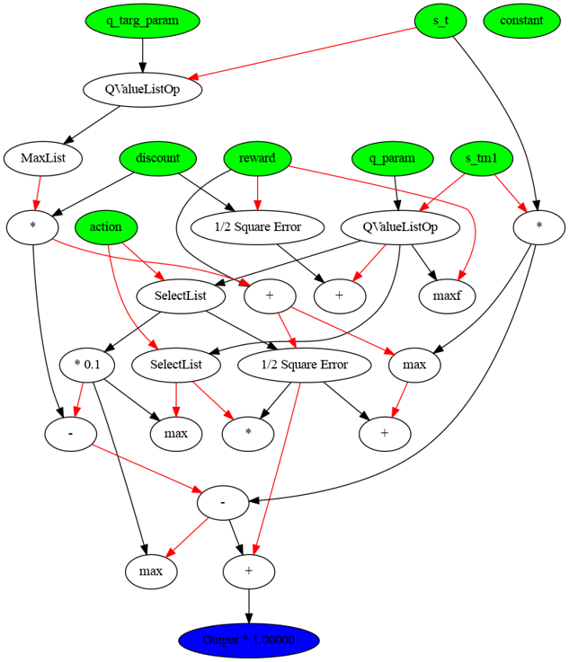 q_targ_param
s_t
constant
QValueListOp
MaxList
discount
reward
q_param
s_tm1
*
action
1/2 Square Error
QValueListOp
*
SelectList
+
+
maxf
* 0.1
SelectList
1/2 Square Error
max
-
max
*
+
-
max
+
Output * 1.00000